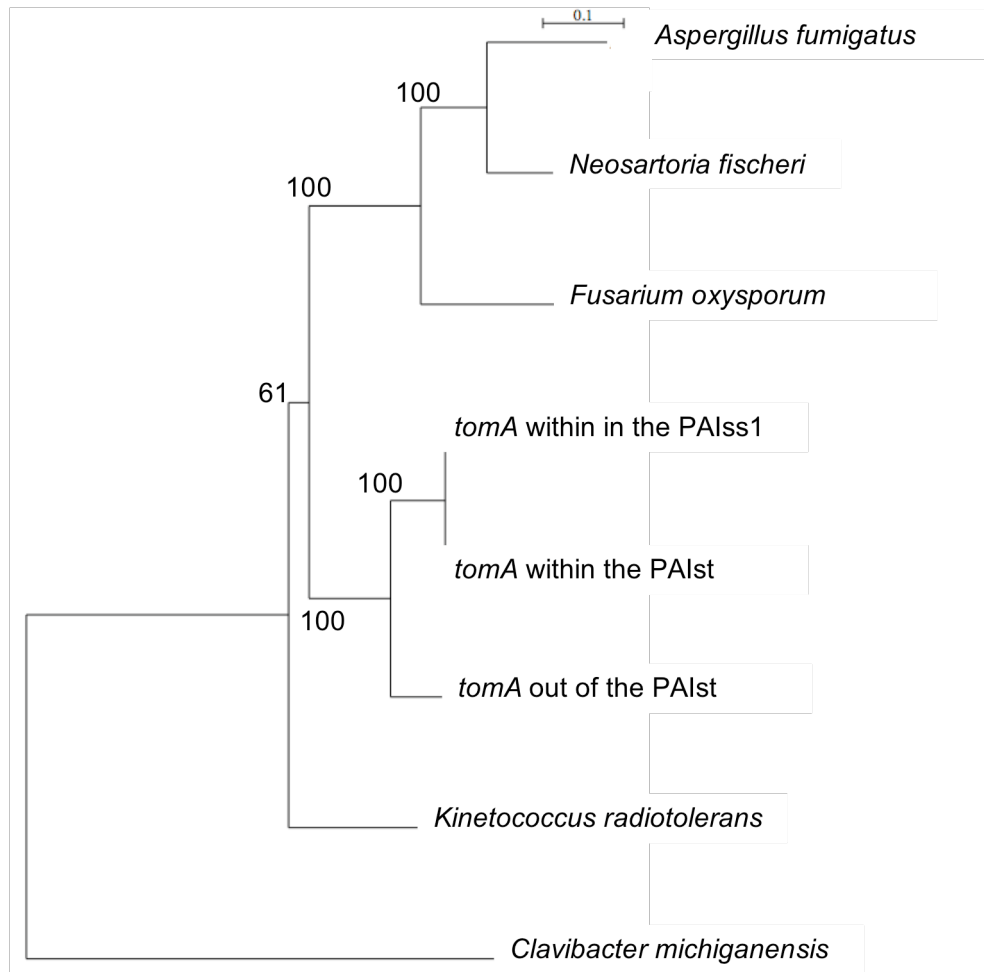 0.1
Aspergillus fumigatus
100
Neosartoria fischeri
100
Fusarium oxysporum
61
tomA within in the PAIss1
100
tomA within the PAIst
100
tomA out of the PAIst
Kinetococcus radiotolerans
Clavibacter michiganensis